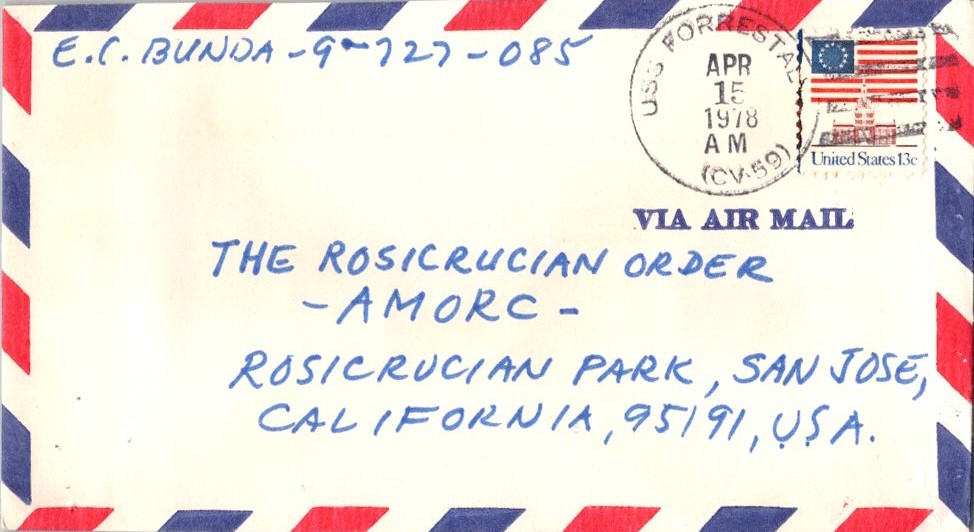 E.C. BUNDA - 9-727-085
USS FORRESTAL
APR
15
1978
AM
(CV-59)
United States 13c
VIA AIR MAIL
THE ROSICRUCIAN ORDER
- AMORC -
ROSICRUCIAN PARK, SAN JOSE,
CALIFORNIA, 95191, U.S.A.